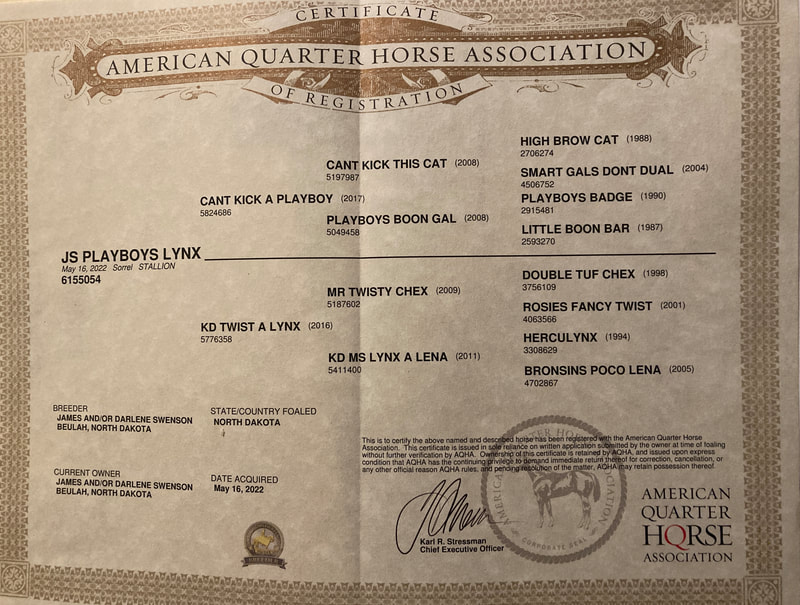 CERTIFICATE
AMERICAN QUARTER HORSE ASSOCIATION
OF REGISTRATION
HIGH BROW CAT (1988)
2706274
CANT KICK THIS CAT (2008)
5197987
SMART GALS DONT DUAL (2004)
4506752
CANT KICK A PLAYBOY (2017)
5824686
PLAYBOYS BADGE (1990)
2915481
PLAYBOYS BOON GAL (2008)
5049458
LITTLE BOON BAR (1987)
2593270
JS PLAYBOYS LYNX
May 16, 2022 Sorrel STALLION
6155054
DOUBLE TUF CHEX (1998)
3756109
MR TWISTY CHEX (2009)
5187602
ROSIES FANCY TWIST (2001)
4063566
KD TWIST A LYNX (2016)
5776358
HERCULYNX (1994)
3308629
KD MS LYNX A LENA (2011)
5411400
BRONSINS POCO LENA (2005)
4702867
BREEDER
JAMES AND/OR DARLENE SWENSON
BEULAH, NORTH DAKOTA
STATE/COUNTRY FOALED
NORTH DAKOTA
CURRENT OWNER
JAMES AND/OR DARLENE SWENSON
BEULAH, NORTH DAKOTA
DATE ACQUIRED
May 16, 2022
This is to certify the above named and described horse has been registered with the American Quarter Horse
Association. This certificate is issued in sole reliance on written application submitted by the owner at time of foaling
without further verification by AQHA. Ownership of this certificate is retained by AQHA, and issued upon express
condition that AQHA has the continuing privilege to demand immediate return thereof for correction, cancellation, or
any other official reason AQHA rules, and pending resolution of the matter, AQHA may retain possession thereof.
Karl R. Stressman
Chief Executive Officer
AMERICAN QUARTER HORSE ASSOCIATION
CORPORATE SEAL
AMERICAN
QUARTER
HORSE
ASSOCIATION